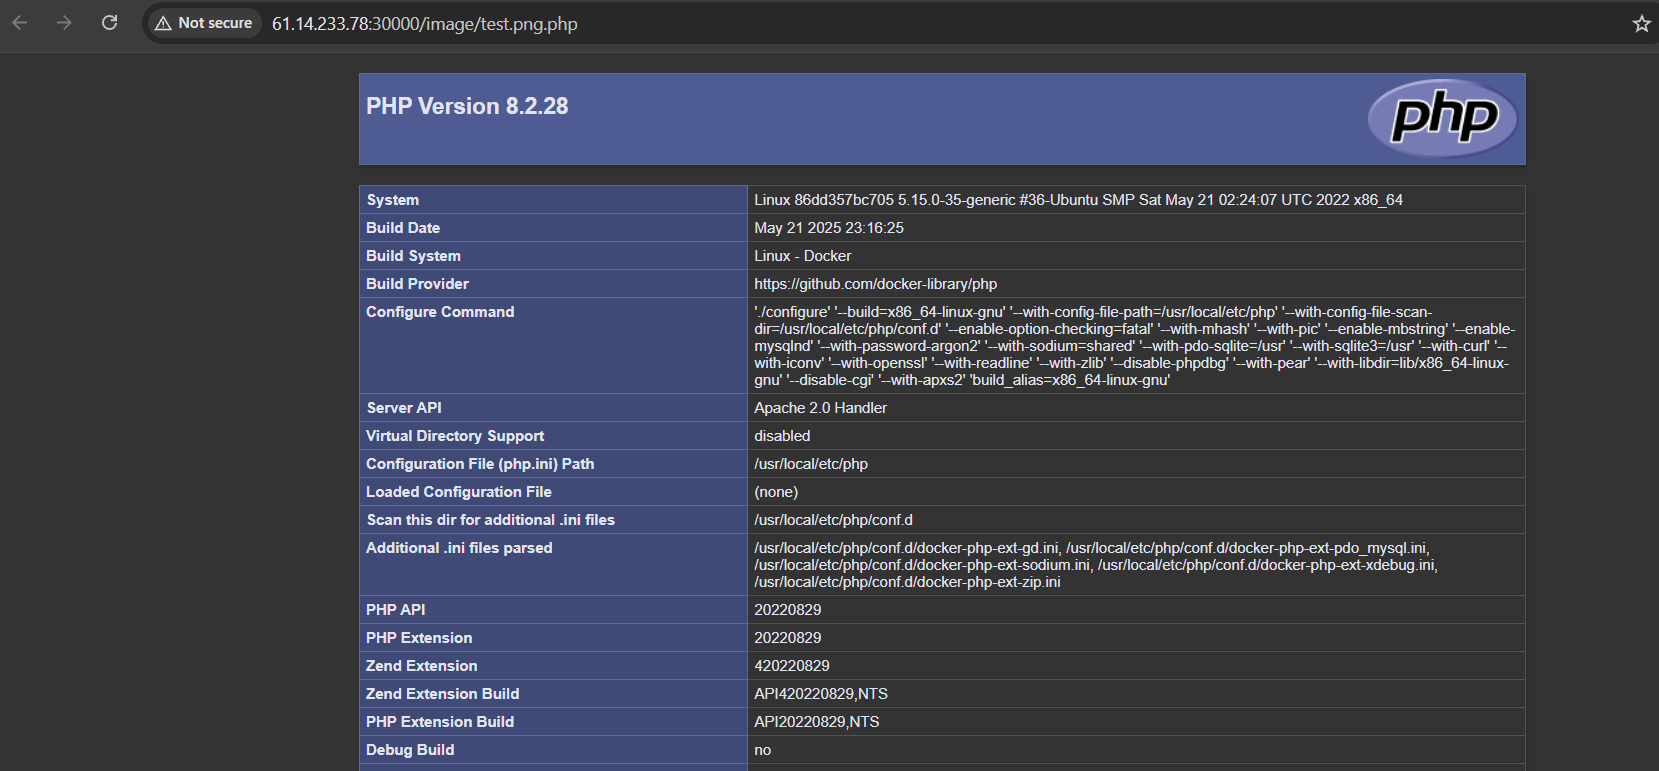 Not secure 61.14.233.78:30000/image/test.png.php
PHP Version 8.2.28
php
System Linux 86dd357bc705 5.15.0-35-generic #36-Ubuntu SMP Sat May 21 02:24:07 UTC 2022 x86_64
Build Date May 21 2025 23:16:25
Build System Linux - Docker
Build Provider https://github.com/docker-library/php
Configure Command './configure' '--build=x86_64-linux-gnu' '--with-config-file-path=/usr/local/etc/php' '--with-config-file-scan-
dir=/usr/local/etc/php/conf.d' '--enable-option-checking=fatal' '--with-mhash' '--with-pic' '--enable-mbstring' '--enable-
mysqlnd' '--with-password-argon2' '--with-sodium=shared' '--with-pdo-sqlite=/usr' '--with-sqlite3=/usr' '--with-curl' '--
with-iconv' '--with-openssl' '--with-readline' '--with-zlib' '--disable-phpdbg' '--with-pear' '--with-libdir=lib/x86_64-linux-
gnu' '--disable-cgi' '--with-apxs2' 'build_alias=x86_64-linux-gnu'
Server API Apache 2.0 Handler
Virtual Directory Support disabled
Configuration File (php.ini) Path /usr/local/etc/php
Loaded Configuration File (none)
Scan this dir for additional .ini files /usr/local/etc/php/conf.d
Additional .ini files parsed /usr/local/etc/php/conf.d/docker-php-ext-gd.ini, /usr/local/etc/php/conf.d/docker-php-ext-pdo_mysql.ini,
/usr/local/etc/php/conf.d/docker-php-ext-sodium.ini, /usr/local/etc/php/conf.d/docker-php-ext-xdebug.ini,
/usr/local/etc/php/conf.d/docker-php-ext-zip.ini
PHP API 20220829
PHP Extension 20220829
Zend Extension 420220829
Zend Extension Build API420220829,NTS
PHP Extension Build API20220829,NTS
Debug Build no